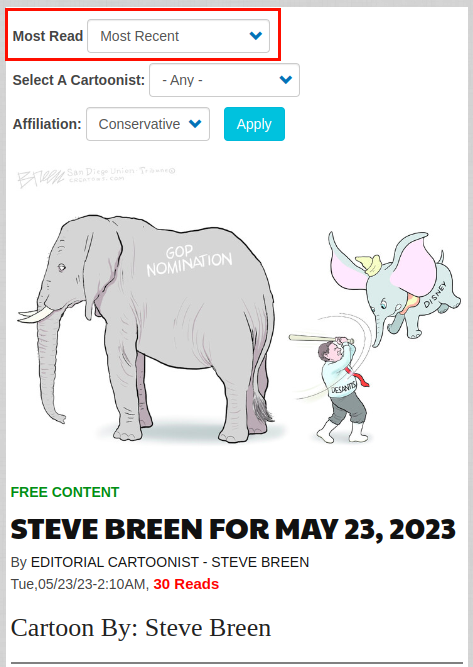 Most Read Most Recent
Select A Cartoonist: - Any -
Affiliation: Conservative Apply
BREEN San Diego Union-Tribune
creators.com
GOP
NOMINATION
DISNEY
DESANTIS
FREE CONTENT
STEVE BREEN FOR MAY 23, 2023
By EDITORIAL CARTOONIST - STEVE BREEN
Tue,05/23/23-2:10AM, 30 Reads
Cartoon By: Steve Breen